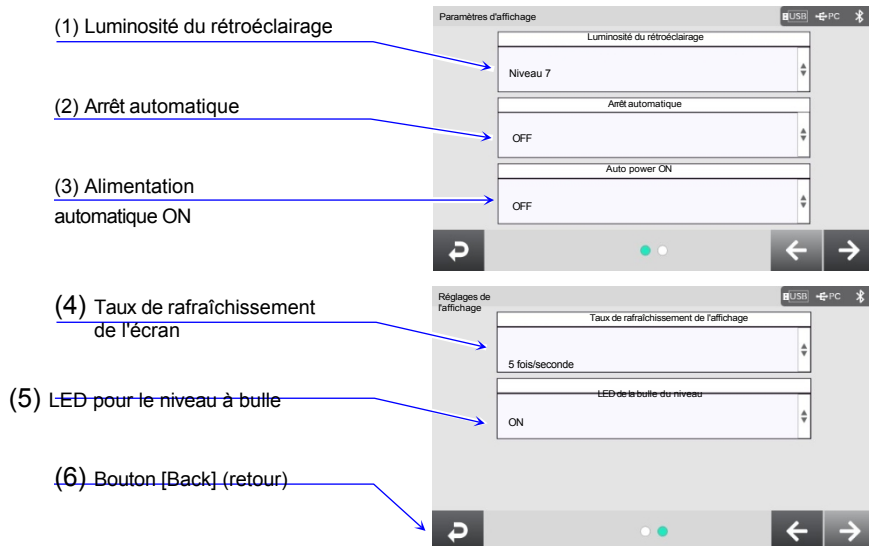 (1) Luminosité du rétroéclairage
(2) Arrêt automatique
(3) Alimentation
automatique ON
Paramètres d'affichage
USB PC
Luminosité du rétroéclairage
Niveau 7
Arrêt automatique
OFF
Auto power ON
OFF
(4) Taux de rafraîchissement
de l'écran
(5) LED pour le niveau à bulle
(6) Bouton [Back] (retour)
Réglages de
l'affichage
USB PC
Taux de rafraîchissement de l'affichage
5 fois/seconde
LED de la bulle du niveau
ON